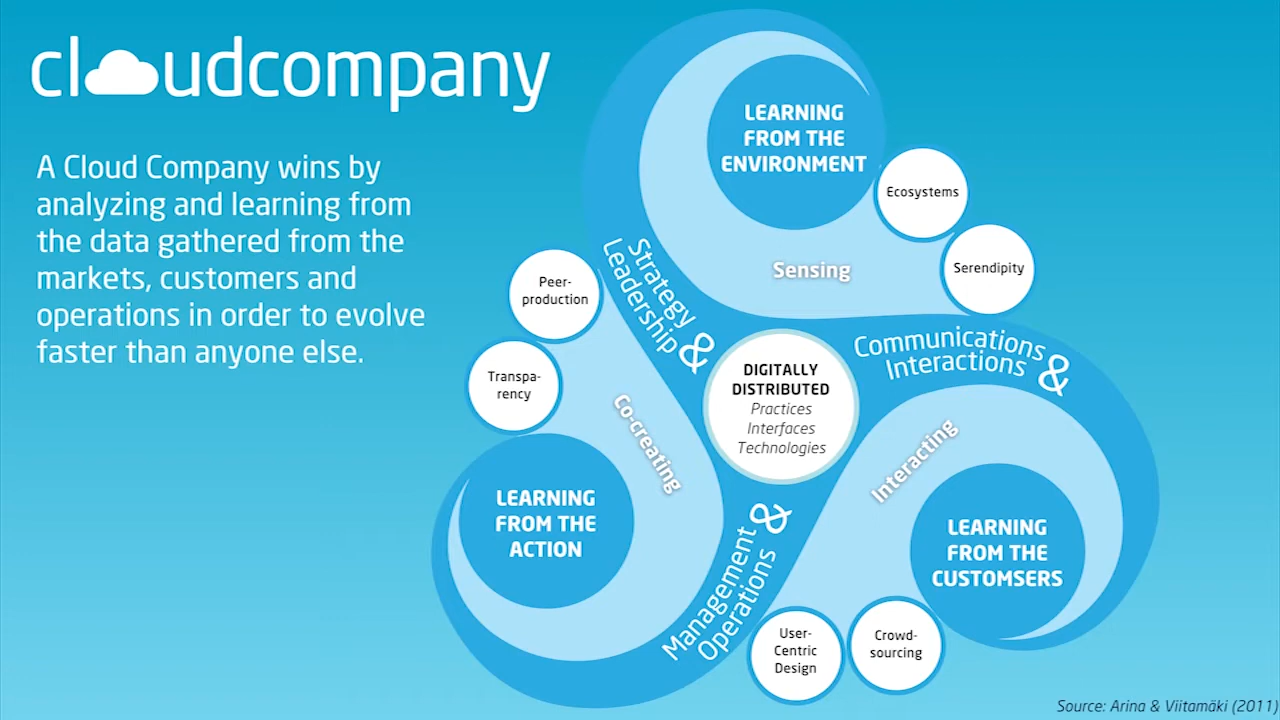 cloudcompany
A Cloud Company wins by
analyzing and learning from
the data gathered from the
markets, customers and
operations in order to evolve
faster than anyone else.
LEARNING
FROM THE
ENVIRONMENT
Ecosystems
Serendipity
Sensing
Strategy &
Leadership
Peer-
production
Transpa-
rency
Co-creating
LEARNING
FROM THE
ACTION
DIGITALLY
DISTRIBUTED
Practices
Interfaces
Technologies
Communications &
Interactions
Interacting
LEARNING
FROM THE
CUSTOMSERS
Management &
Operations
User-
Centric
Design
Crowd-
sourcing
Source: Arina & Viitamäki (2011)